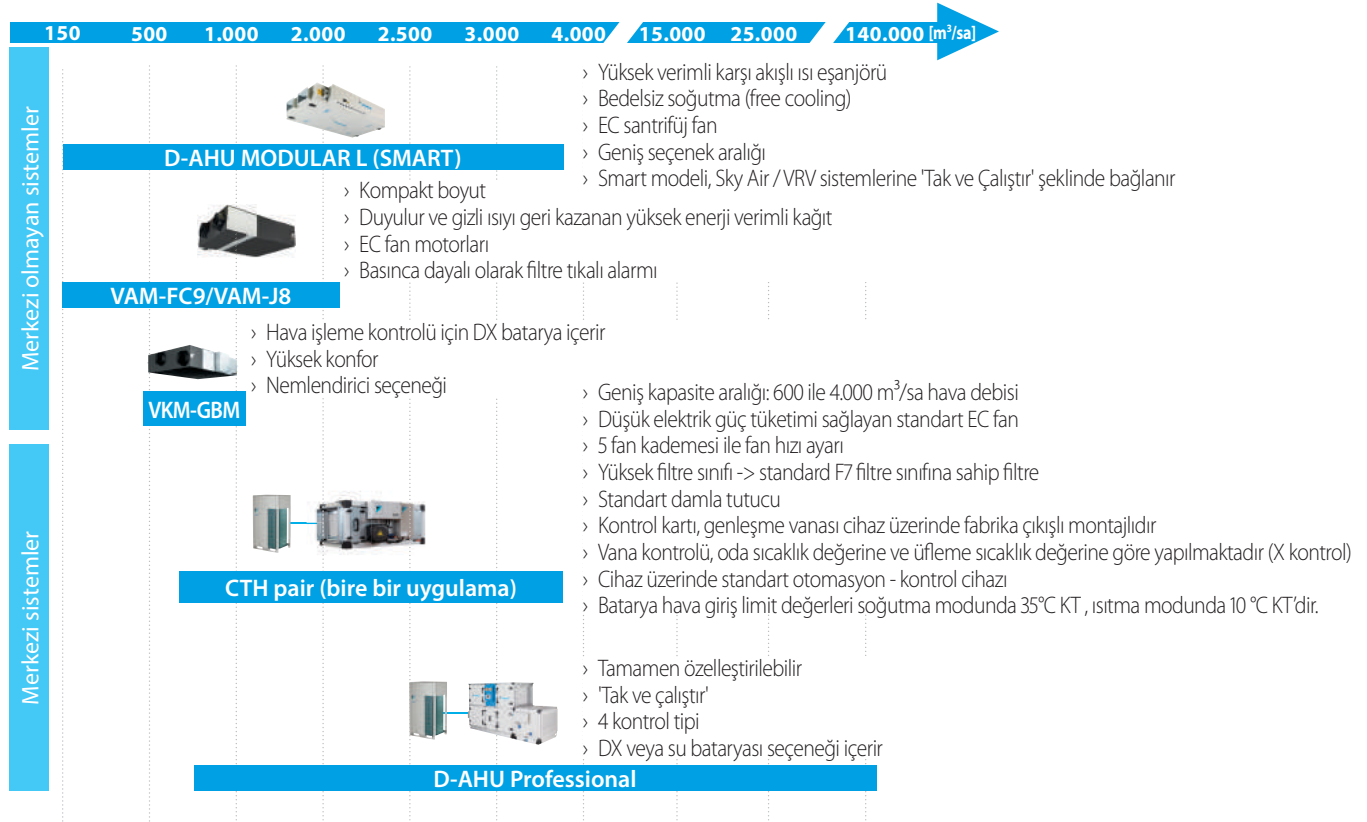 150 500 1.000 2.000 2.500 3.000 4.000 15.000 25.000 140.000 [m³/sa]
Merkezi olmayan sistemler
› Yüksek verimli karşı akışlı ısı eşanjörü
› Bedelsiz soğutma (free cooling)
› EC santrifüj fan
› Geniş seçenek aralığı
› Smart modeli, Sky Air / VRV sistemlerine 'Tak ve Çalıştır' şeklinde bağlanır
D-AHU MODULAR L (SMART)
› Kompakt boyut
› Duyulur ve gizli ısıyı geri kazanan yüksek enerji verimli kağıt
› EC fan motorları
› Basınca dayalı olarak filtre tıkalı alarmı
VAM-FC9/VAM-J8
› Hava işleme kontrolü için DX batarya içerir
› Yüksek konfor
› Nemlendirici seçeneği
VKM-GBM
Merkezi sistemler
› Geniş kapasite aralığı: 600 ile 4.000 m³/sa hava debisi
› Düşük elektrik güç tüketimi sağlayan standart EC fan
› 5 fan kademesi ile fan hızı ayarı
› Yüksek filtre sınıfı -> standard F7 filtre sınıfına sahip filtre
› Standart damla tutucu
› Kontrol kartı, genleşme vanası cihaz üzerinde fabrika çıkışlı montajlıdır
› Vana kontrolü, oda sıcaklık değerine ve üfleme sıcaklık değerine göre yapılmaktadır (X kontrol)
› Cihaz üzerinde standart otomasyon - kontrol cihazı
› Batarya hava giriş limit değerleri soğutma modunda 35°C KT , ısıtma modunda 10 °C KT'dir.
CTH pair (bire bir uygulama)
› Tamamen özelleştirilebilir
› 'Tak ve çalıştır'
› 4 kontrol tipi
› DX veya su bataryası seçeneği içerir
D-AHU Professional